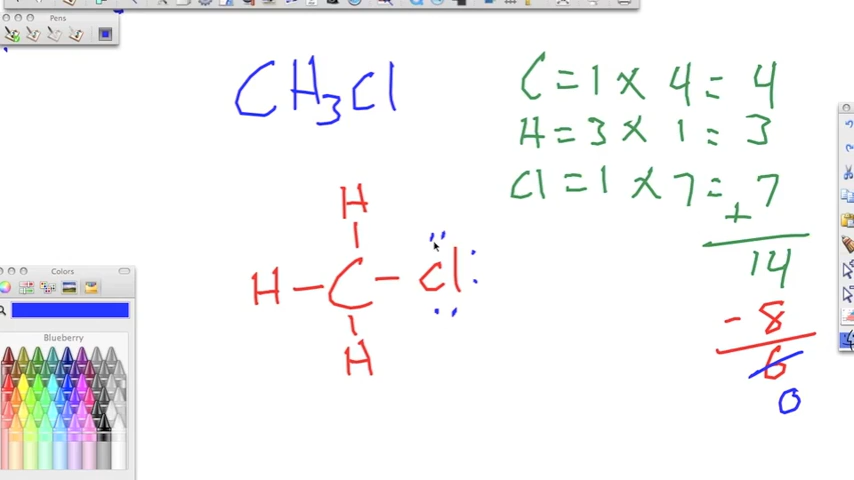 Pens
CH3Cl
C = 1 × 4 = 4
H = 3 × 1 = 3
Cl = 1 × 7 = 7
+
14
- 8
6
0
H
H - C - Cl
H
Colors
Blueberry